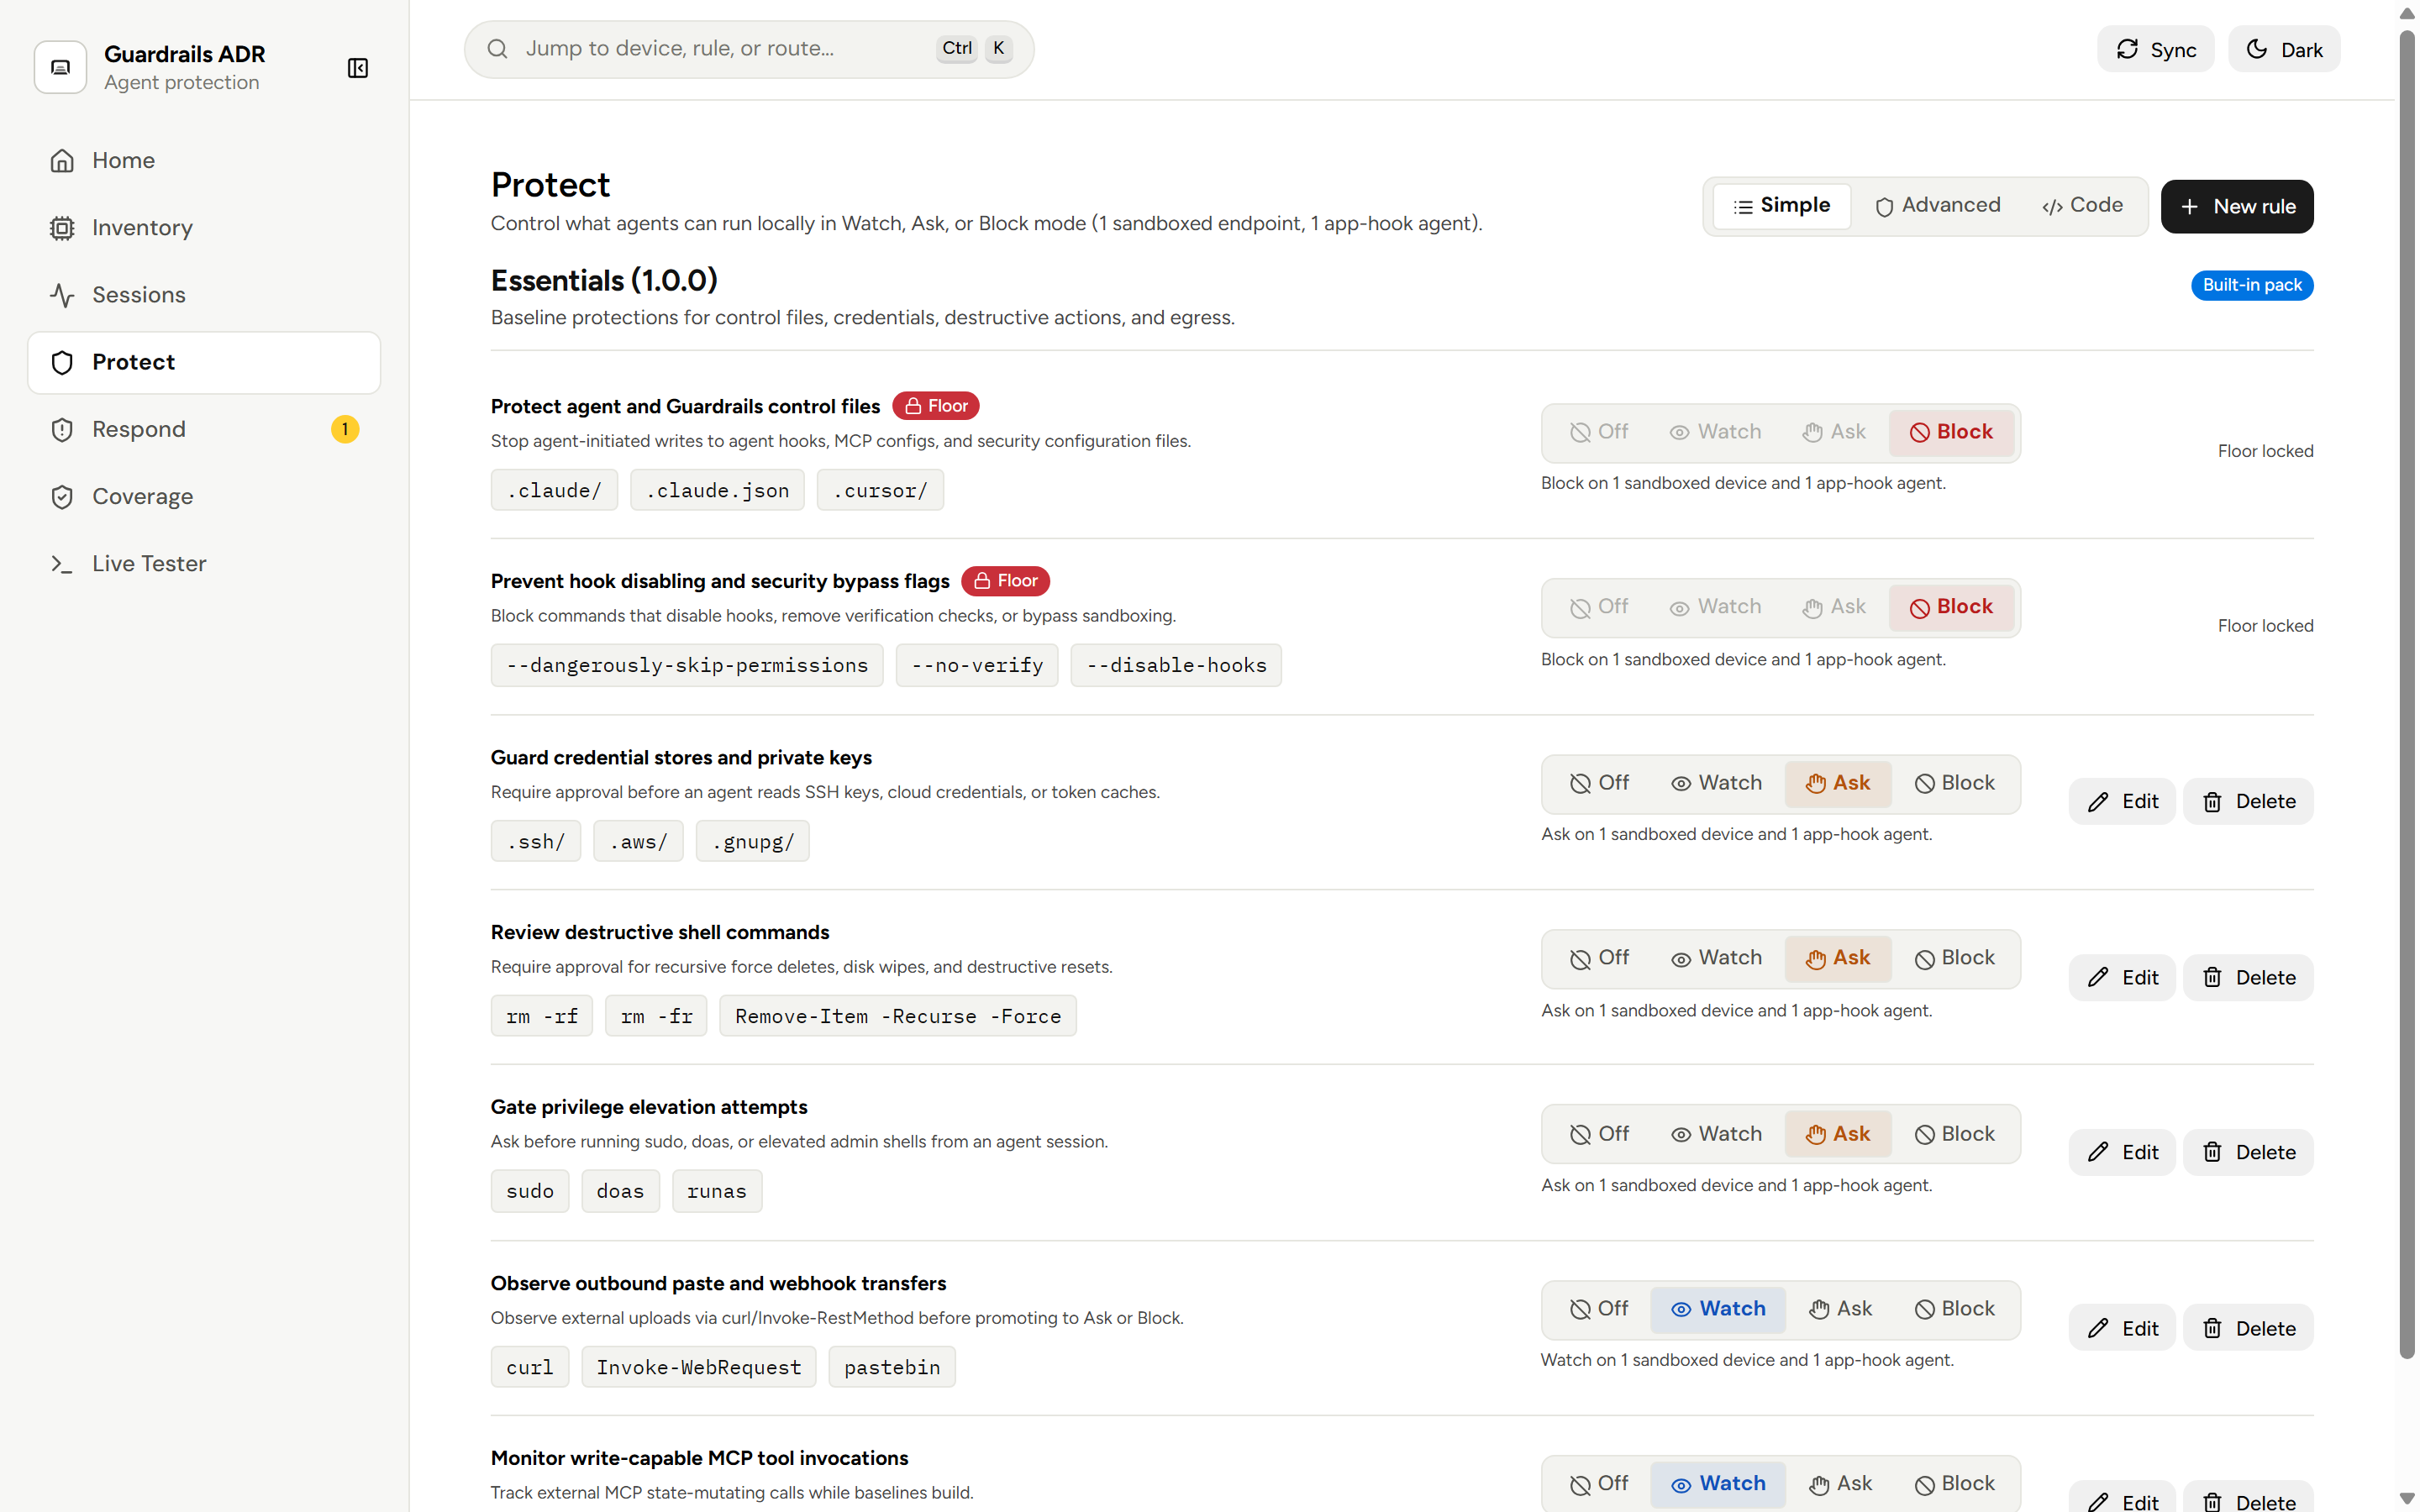 Guardrails ADR
Agent protection
Home
Inventory
Sessions
Protect
Respond 1
Coverage
Live Tester
Jump to device, rule, or route... Ctrl K
Sync Dark
Protect
Control what agents can run locally in Watch, Ask, or Block mode (1 sandboxed endpoint, 1 app-hook agent).
Simple Advanced Code New rule
Essentials (1.0.0)
Built-in pack
Baseline protections for control files, credentials, destructive actions, and egress.
Protect agent and Guardrails control files Floor
Stop agent-initiated writes to agent hooks, MCP configs, and security configuration files.
.claude/ .claude.json .cursor/
Off Watch Ask Block
Block on 1 sandboxed device and 1 app-hook agent.
Floor locked
Prevent hook disabling and security bypass flags Floor
Block commands that disable hooks, remove verification checks, or bypass sandboxing.
--dangerously-skip-permissions --no-verify --disable-hooks
Off Watch Ask Block
Block on 1 sandboxed device and 1 app-hook agent.
Floor locked
Guard credential stores and private keys
Require approval before an agent reads SSH keys, cloud credentials, or token caches.
.ssh/ .aws/ .gnupg/
Off Watch Ask Block
Ask on 1 sandboxed device and 1 app-hook agent.
Edit Delete
Review destructive shell commands
Require approval for recursive force deletes, disk wipes, and destructive resets.
rm -rf rm -fr Remove-Item -Recurse -Force
Off Watch Ask Block
Ask on 1 sandboxed device and 1 app-hook agent.
Edit Delete
Gate privilege elevation attempts
Ask before running sudo, doas, or elevated admin shells from an agent session.
sudo doas runas
Off Watch Ask Block
Ask on 1 sandboxed device and 1 app-hook agent.
Edit Delete
Observe outbound paste and webhook transfers
Observe external uploads via curl/Invoke-RestMethod before promoting to Ask or Block.
curl Invoke-WebRequest pastebin
Off Watch Ask Block
Watch on 1 sandboxed device and 1 app-hook agent.
Edit Delete
Monitor write-capable MCP tool invocations
Track external MCP state-mutating calls while baselines build.
Off Watch Ask Block
Edit Delete